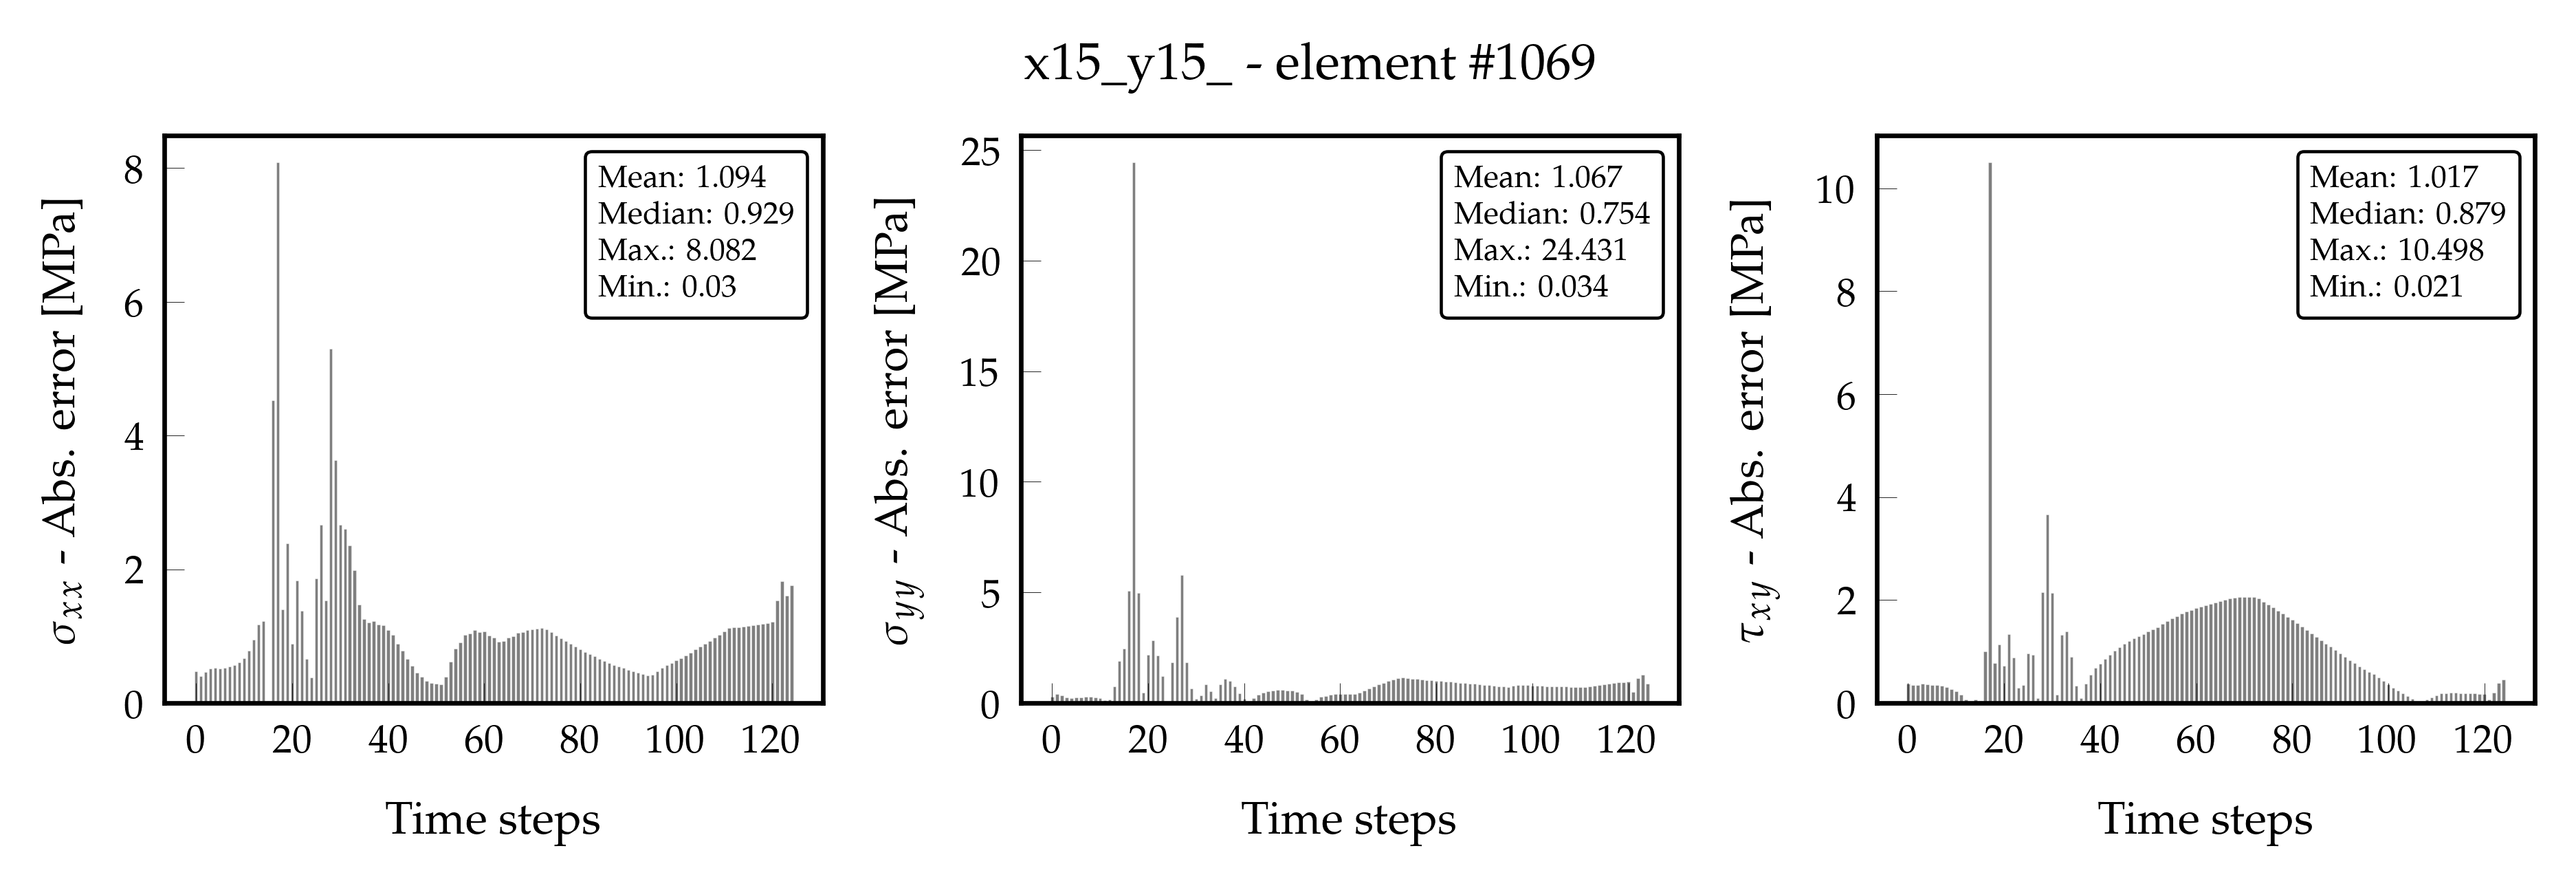 x15_y15_ - element #1069
σxx - Abs. error [MPa]
8
6
4
2
0
Mean: 1.094
Median: 0.929
Max.: 8.082
Min.: 0.03
0 20 40 60 80 100 120
Time steps
σyy - Abs. error [MPa]
25
20
15
10
5
0
Mean: 1.067
Median: 0.754
Max.: 24.431
Min.: 0.034
0 20 40 60 80 100 120
Time steps
τxy - Abs. error [MPa]
10
8
6
4
2
0
Mean: 1.017
Median: 0.879
Max.: 10.498
Min.: 0.021
0 20 40 60 80 100 120
Time steps